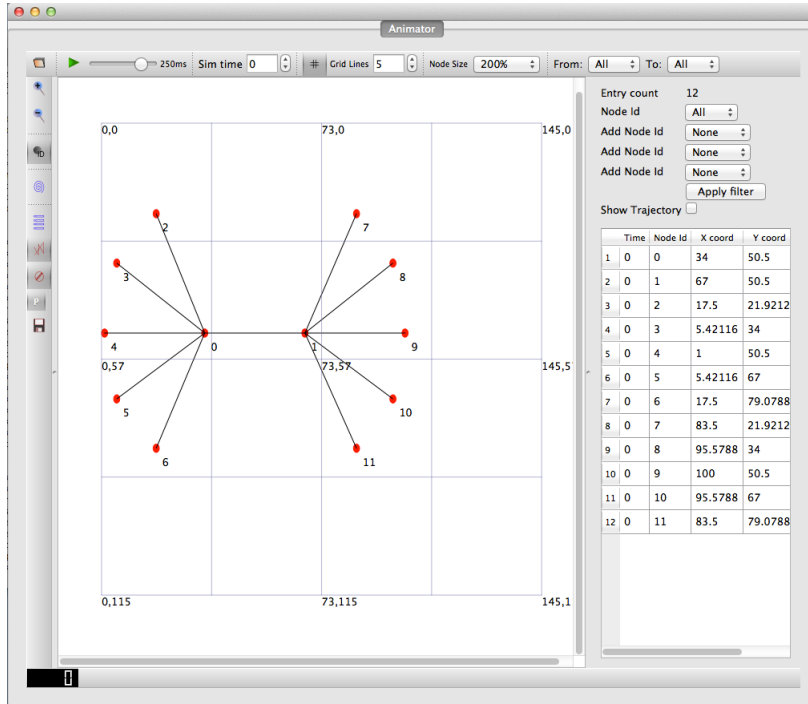 Animator
250ms Sim time 0 # Grid Lines 5 Node Size 200% From: All To: All
Entry count 12
Node Id All
Add Node Id None
Add Node Id None
Add Node Id None
Apply filter
Show Trajectory
ID
P
0,0 73,0 145,0
2 7
3 8
4 0 1 9
0,57 73,57 145,5
5 10
6 11
0,115 73,115 145,1
Time Node Id X coord Y coord
1 0 0 34 50.5
2 0 1 67 50.5
3 0 2 17.5 21.9212
4 0 3 5.42116 34
5 0 4 1 50.5
6 0 5 5.42116 67
7 0 6 17.5 79.0788
8 0 7 83.5 21.9212
9 0 8 95.5788 34
10 0 9 100 50.5
11 0 10 95.5788 67
12 0 11 83.5 79.0788
0